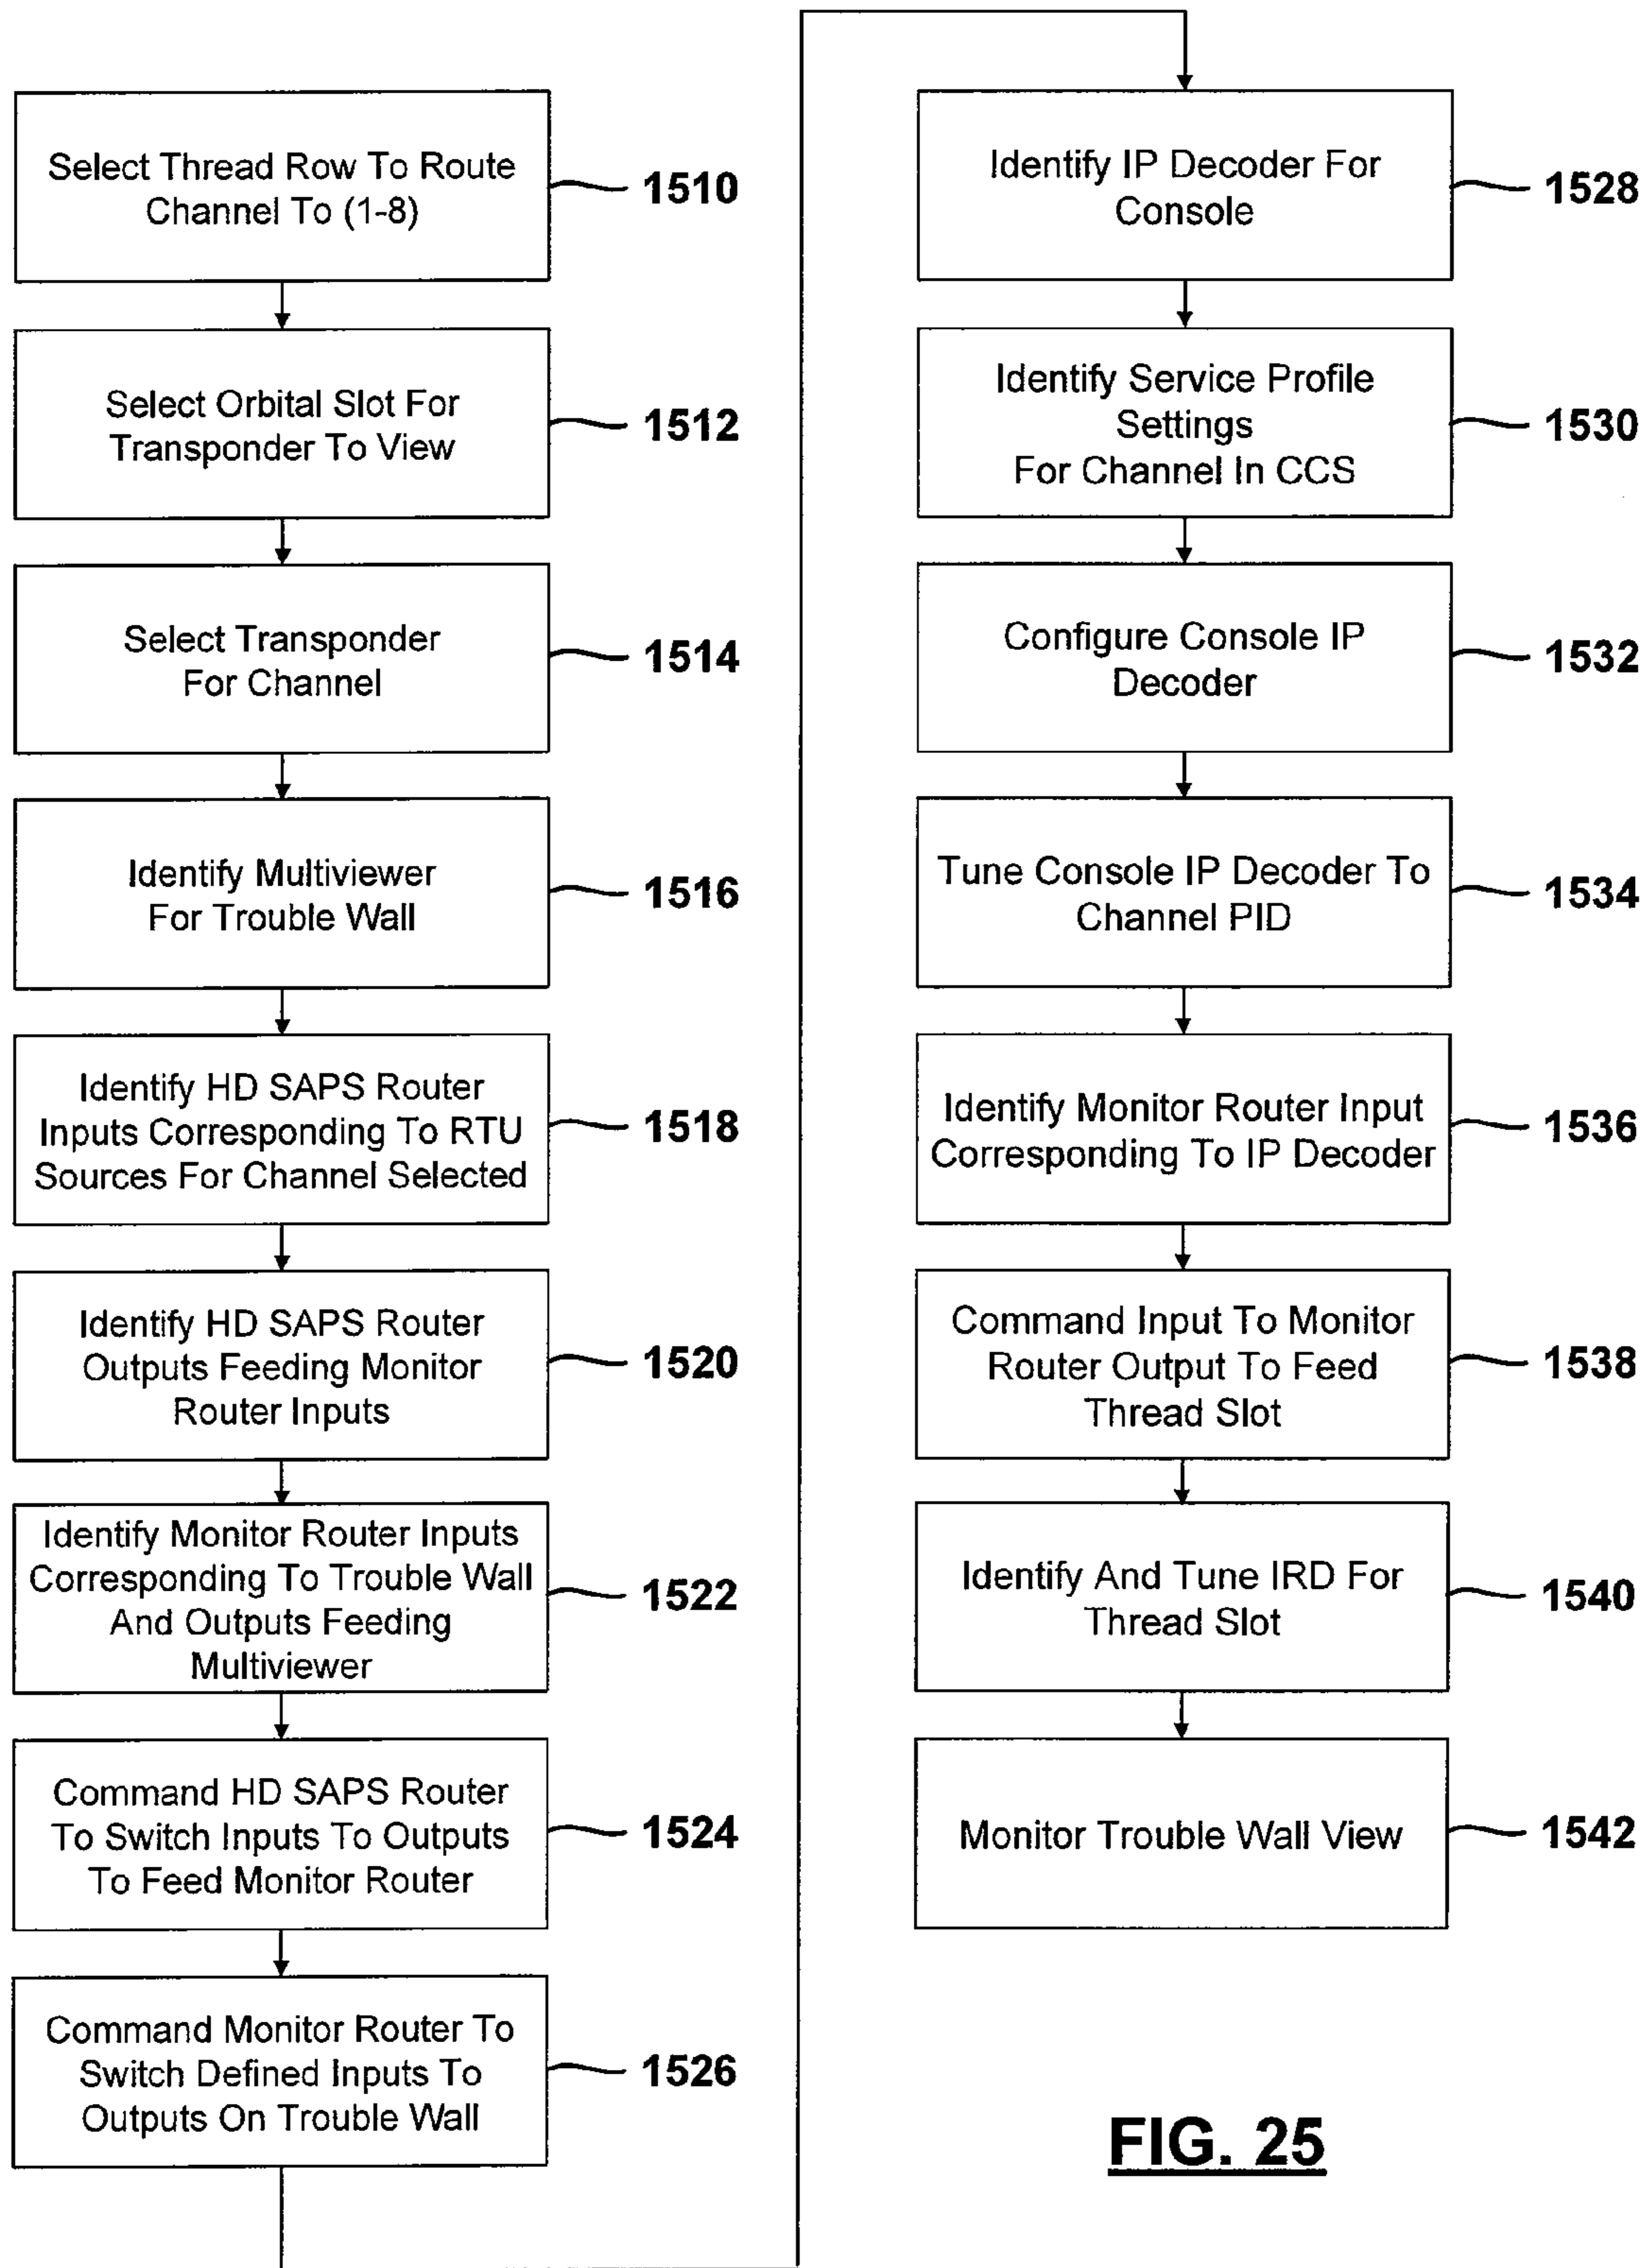 Select Thread Row To Route
Channel To (1-8)
1510
Select Orbital Slot For
Transponder To View
1512
Select Transponder
For Channel
1514
Identify Multiviewer
For Trouble Wall
1516
Identify HD SAPS Router
Inputs Corresponding To RTU
Sources For Channel Selected
1518
Identify HD SAPS Router
Outputs Feeding Monitor
Router Inputs
1520
Identify Monitor Router Inputs
Corresponding To Trouble Wall
And Outputs Feeding
Multiviewer
1522
Command HD SAPS Router
To Switch Inputs To Outputs
To Feed Monitor Router
1524
Command Monitor Router To
Switch Defined Inputs To
Outputs On Trouble Wall
1526
Identify IP Decoder For
Console
1528
Identify Service Profile
Settings
For Channel In CCS
1530
Configure Console IP
Decoder
1532
Tune Console IP Decoder To
Channel PID
1534
Identify Monitor Router Input
Corresponding To IP Decoder
1536
Command Input To Monitor
Router Output To Feed
Thread Slot
1538
Identify And Tune IRD For
Thread Slot
1540
Monitor Trouble Wall View
1542
FIG. 25